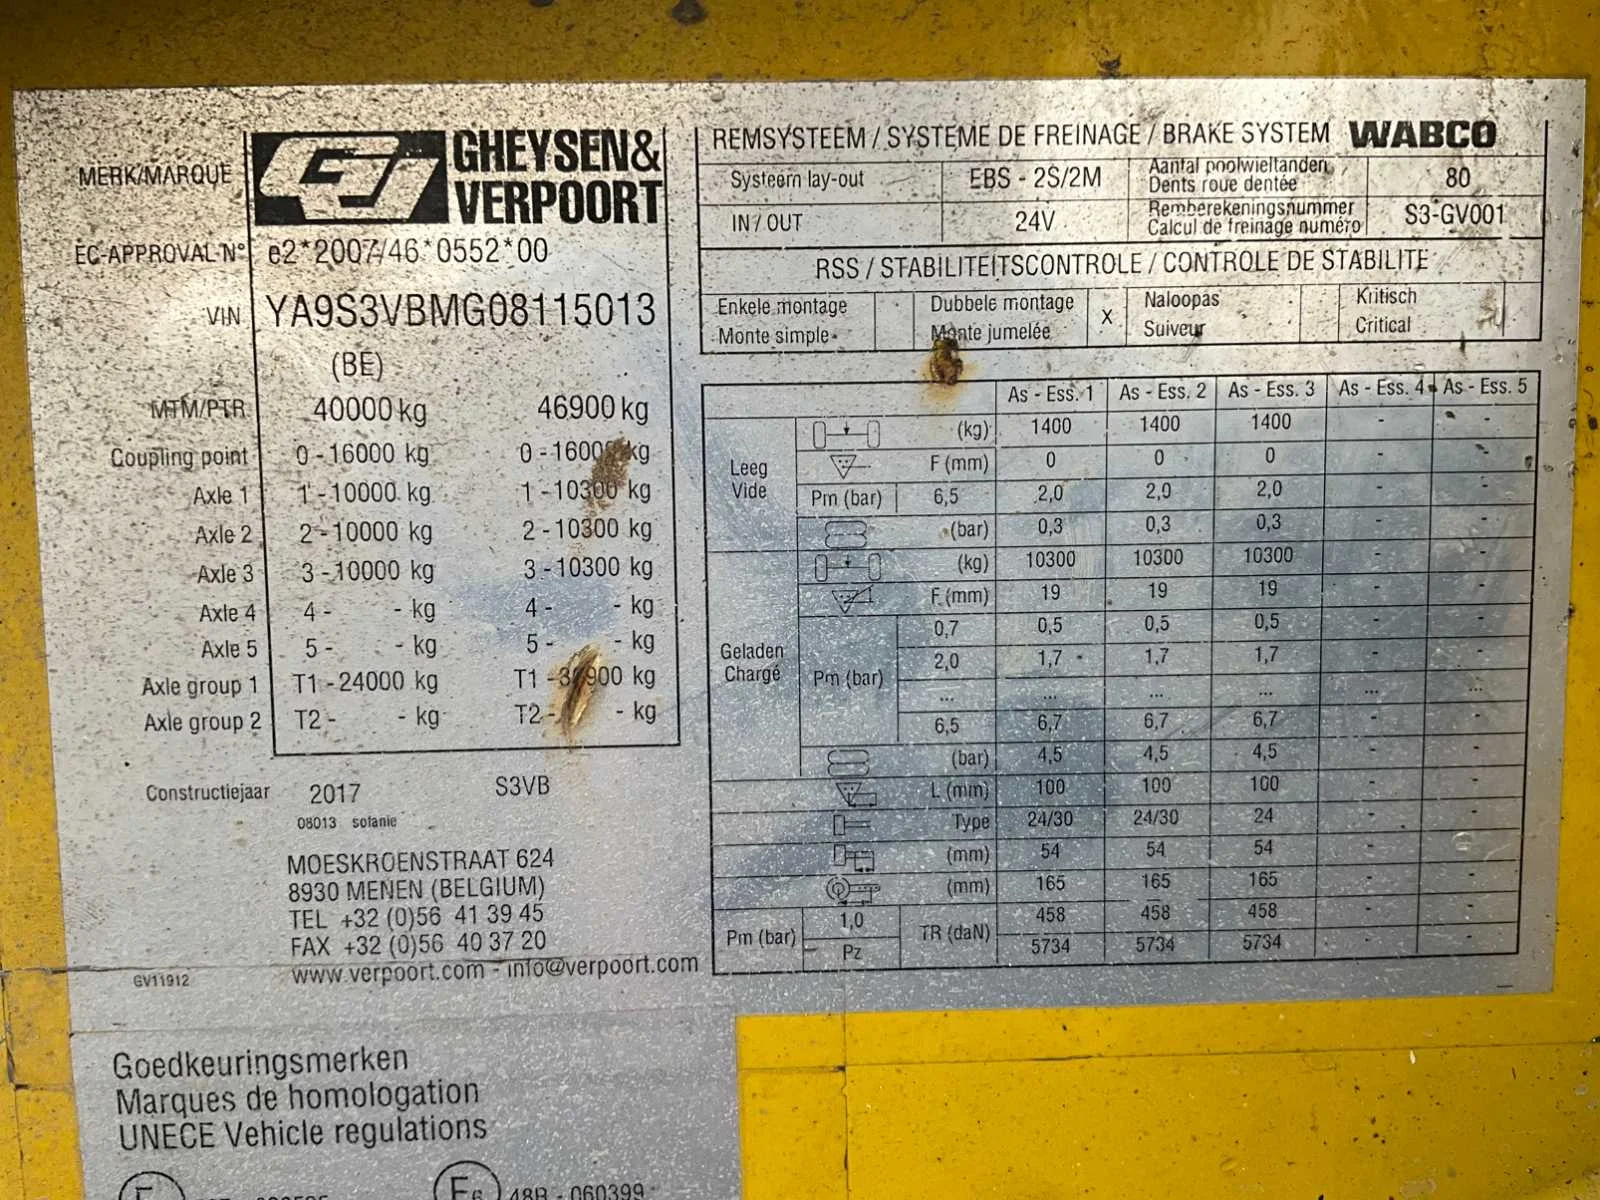 MERK/MARQUE GHEYSEN& VERPOORT
EC-APPROVAL N° e2*2007/46*0552*00
VIN YA9S3VBMG08115013
(BE)
MTM/PTR 40000 kg 46900 kg
Coupling point 0 - 16000 kg 0 - 16000 kg
Axle 1 1 - 10000 kg 1 - 10300 kg
Axle 2 2 - 10000 kg 2 - 10300 kg
Axle 3 3 - 10000 kg 3 - 10300 kg
Axle 4 4 - - kg 4 - - kg
Axle 5 5 - - kg 5 - - kg
Axle group 1 T1 - 24000 kg T1 - 30900 kg
Axle group 2 T2 - - kg T2 - - kg
Constructiejaar 2017 S3VB
08013 sofanie
MOESKROENSTRAAT 624
8930 MENEN (BELGIUM)
TEL +32 (0)56 41 39 45
FAX +32 (0)56 40 37 20
www.verpoort.com - info@verpoort.com
GV11912
REMSYSTEEM / SYSTEME DE FREINAGE / BRAKE SYSTEM WABCO
Systeem lay-out EBS - 2S/2M Aantal poolwieltanden Dents roue dentée 80
IN / OUT 24V Remberekeningsnummer Calcul de freinage numéro S3-GV001
RSS / STABILITEITSCONTROLE / CONTROLE DE STABILITE
Enkele montage Dubbele montage X Naloopas Kritisch
Monte simple Monte jumelée Suiveur Critical
As - Ess. 1 As - Ess. 2 As - Ess. 3 As - Ess. 4 As - Ess. 5
Leeg Vide (kg) 1400 1400 1400 - -
F (mm) 0 0 0 - -
Pm (bar) 6,5 2,0 2,0 2,0 - -
(bar) 0,3 0,3 0,3 - -
Geladen Chargé (kg) 10300 10300 10300 - -
F (mm) 19 19 19 - -
Pm (bar) 0,7 0,5 0,5 0,5 - -
2,0 1,7 1,7 1,7 - -
... ... ... ... ... ...
6,5 6,7 6,7 6,7 - -
(bar) 4,5 4,5 4,5 - -
L (mm) 100 100 100 - -
Type 24/30 24/30 24 - -
(mm) 54 54 54 - -
(mm) 165 165 165 - -
Pm (bar) 1,0 TR (daN) 458 458 458 - -
Pz 5734 5734 5734 - -
Goedkeuringsmerken
Marques de homologation
UNECE Vehicle regulations
E6 48R - 060399